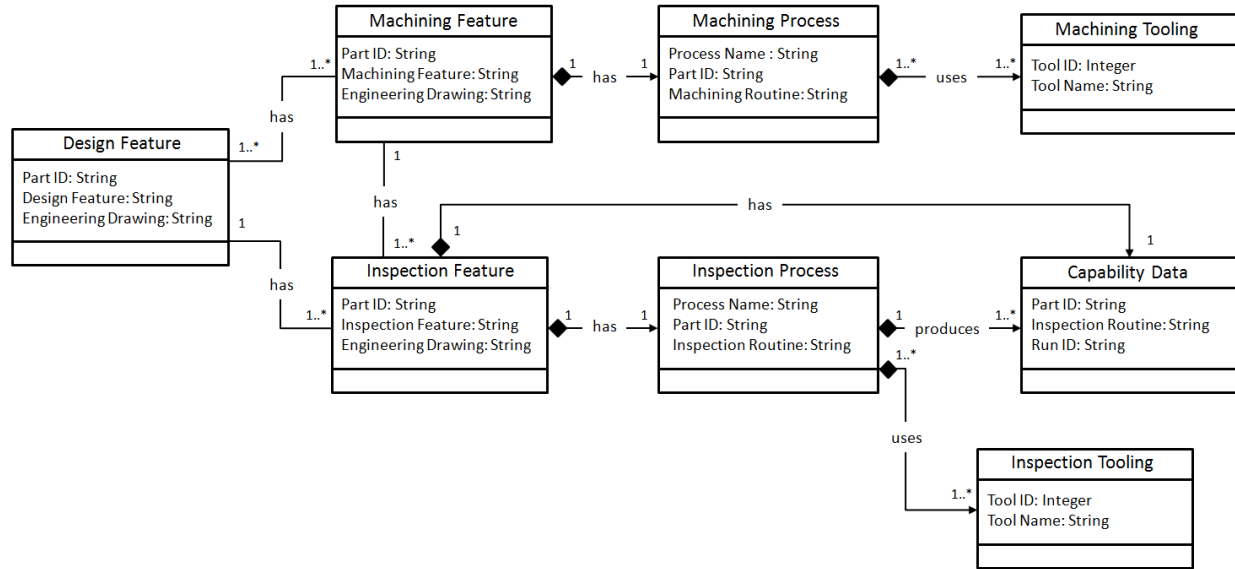 Machining Feature
Part ID: String
Machining Feature: String
Engineering Drawing: String
Machining Process
Process Name : String
Part ID: String
Machining Routine: String
Machining Tooling
Tool ID: Integer
Tool Name: String
1..*
1
has
1
1..*
uses
1..*
has
1..*
Design Feature
Part ID: String
Design Feature: String
Engineering Drawing: String
1
has
1..*
1
has
1..*
has
1
1
Inspection Feature
Part ID: String
Inspection Feature: String
Engineering Drawing: String
1
has
1
Inspection Process
Process Name: String
Part ID: String
Inspection Routine: String
1
produces
1..*
Capability Data
Part ID: String
Inspection Routine: String
Run ID: String
1..*
uses
1..*
Inspection Tooling
Tool ID: Integer
Tool Name: String